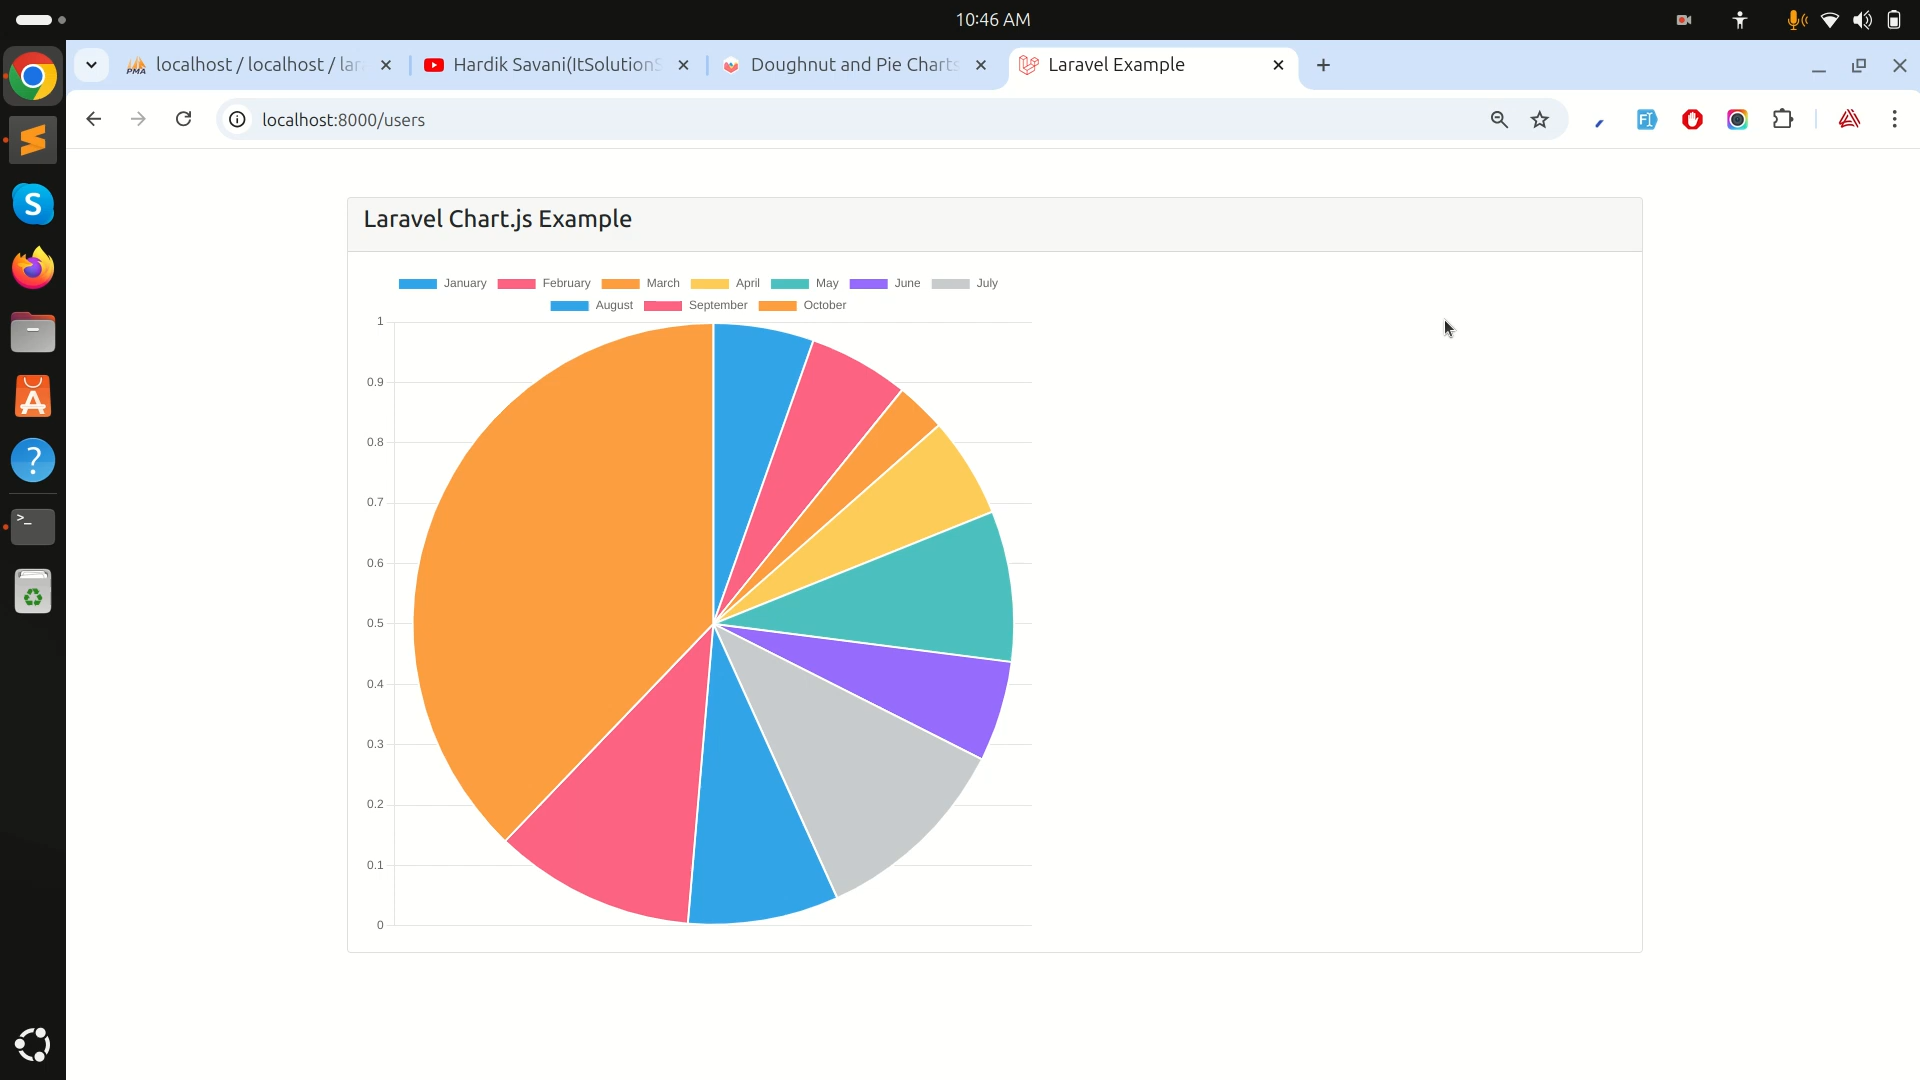 10:46 AM
PMA localhost / localhost / lar
Hardik Savani(ItSolutionS
Doughnut and Pie Charts
Laravel Example
localhost:8000/users
Laravel Chart.js Example
January February March April May June July
August September October
1
0.9
0.8
0.7
0.6
0.5
0.4
0.3
0.2
0.1
0